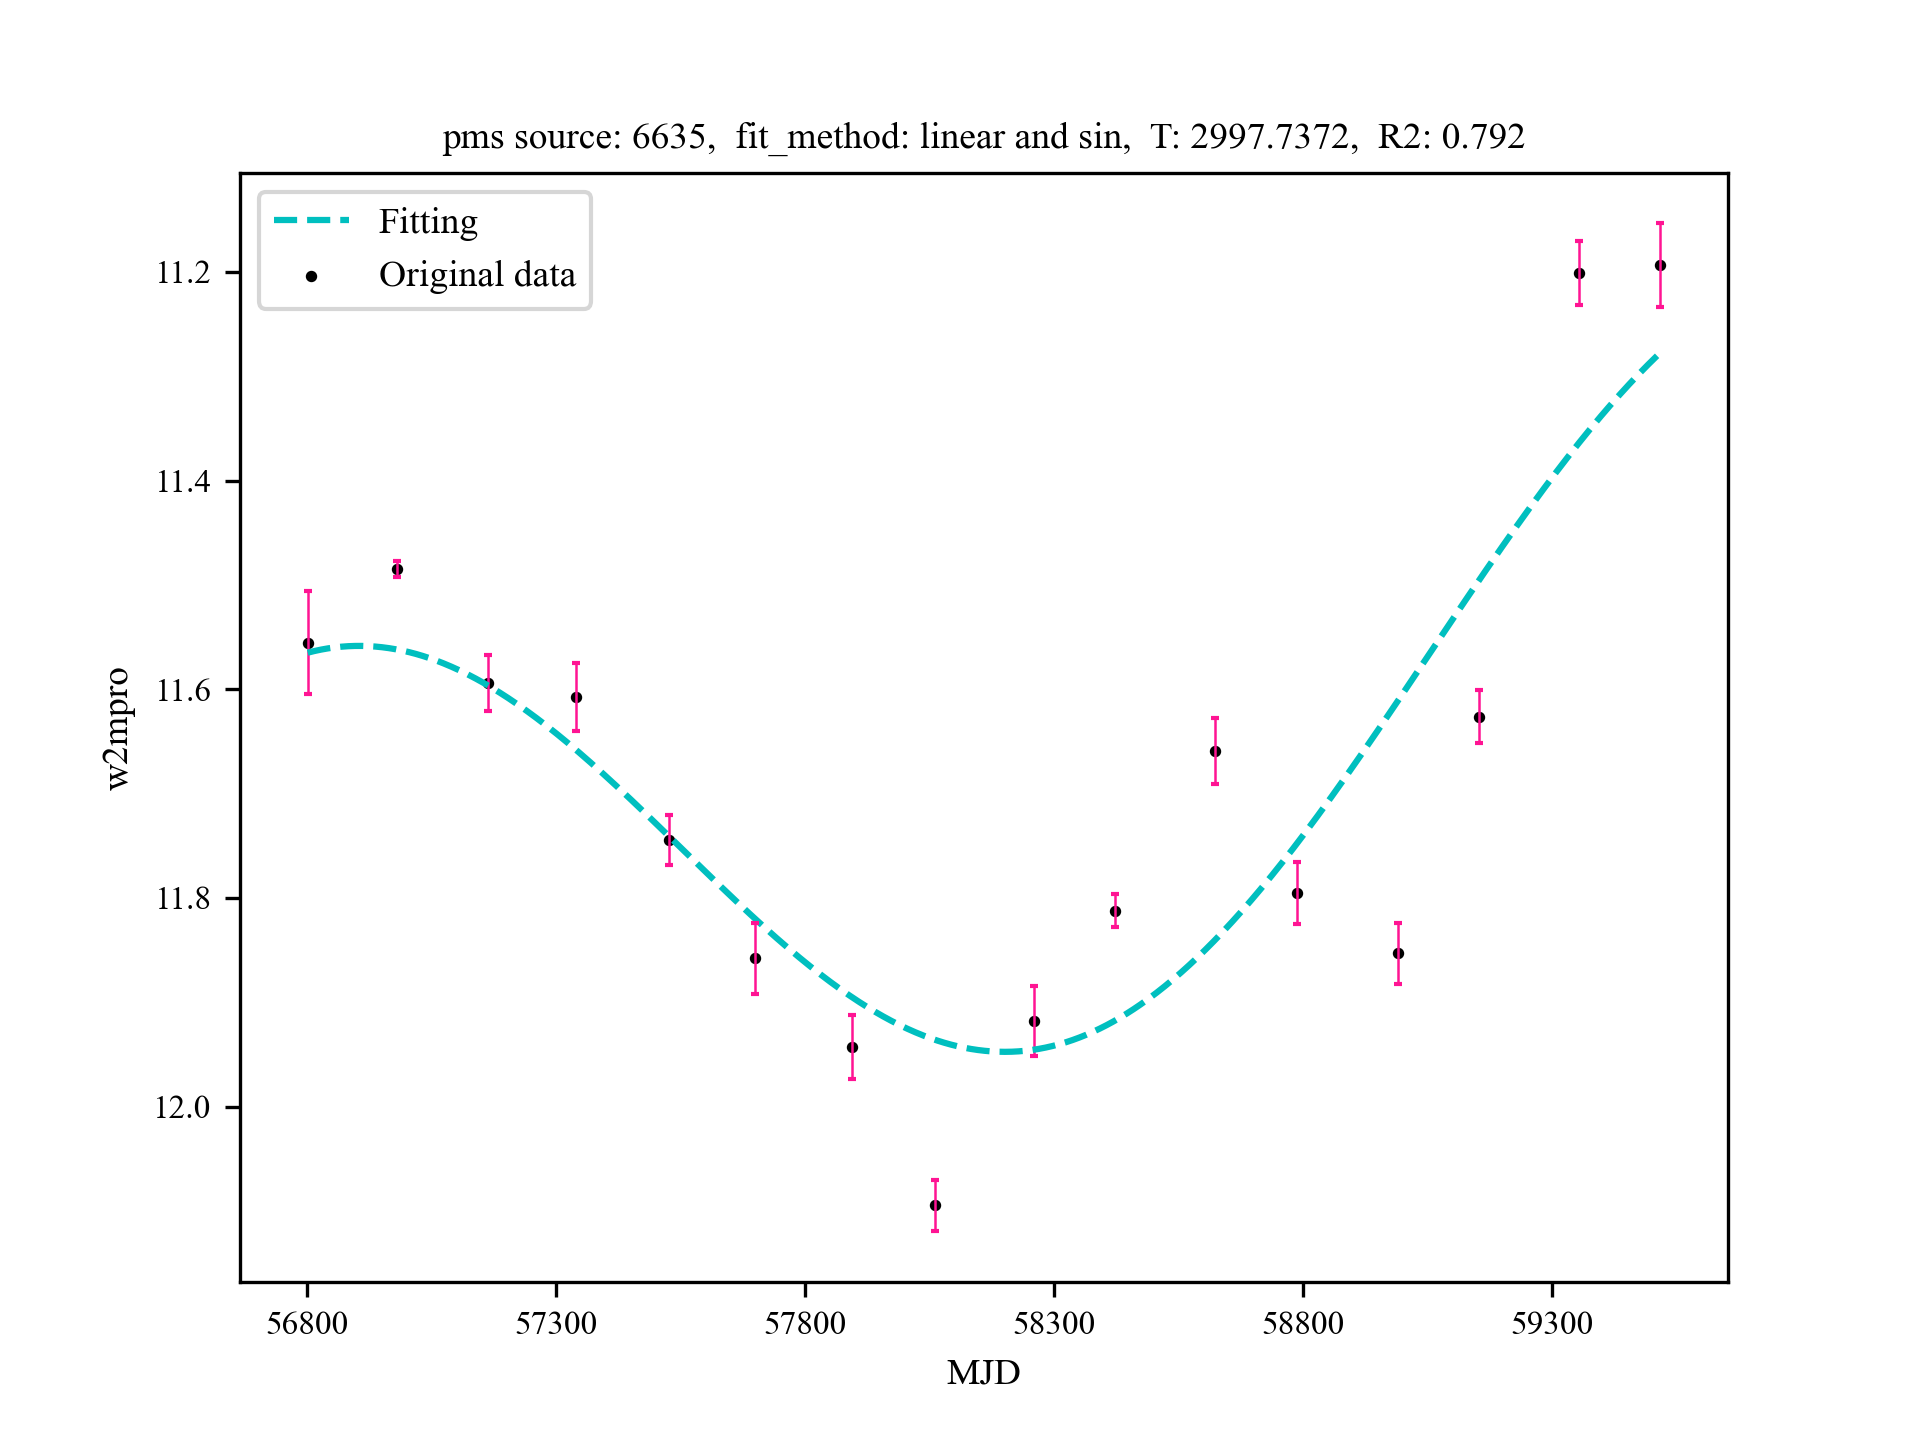 pms source: 6635, fit_method: linear and sin, T: 2997.7372, R2: 0.792
Fitting
Original data
11.2
11.4
11.6
11.8
12.0
w2mpro
56800 57300 57800 58300 58800 59300
MJD